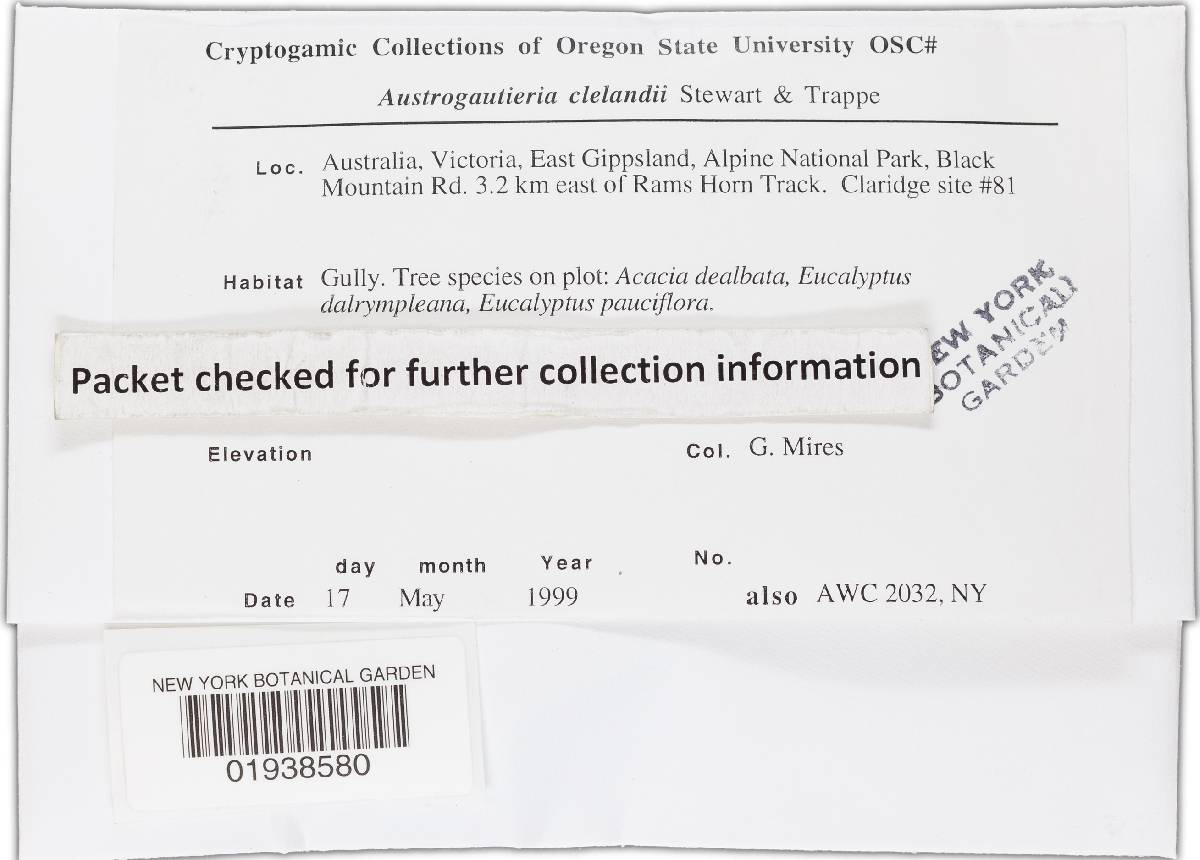 Cryptogamic Collections of Oregon State University OSC#
Austrogautieria clelandii Stewart & Trappe
Loc. Australia, Victoria, East Gippsland, Alpine National Park, Black
Mountain Rd. 3.2 km east of Rams Horn Track. Claridge site #81
Habitat Gully. Tree species on plot: Acacia dealbata, Eucalyptus
dalrympleana, Eucalyptus pauciflora.
NEW YORK
BOTANICAL
GARDEN
Packet checked for further collection information
Elevation Col. G. Mires
day month Year No.
Date 17 May 1999 also AWC 2032, NY
NEW YORK BOTANICAL GARDEN
01938580